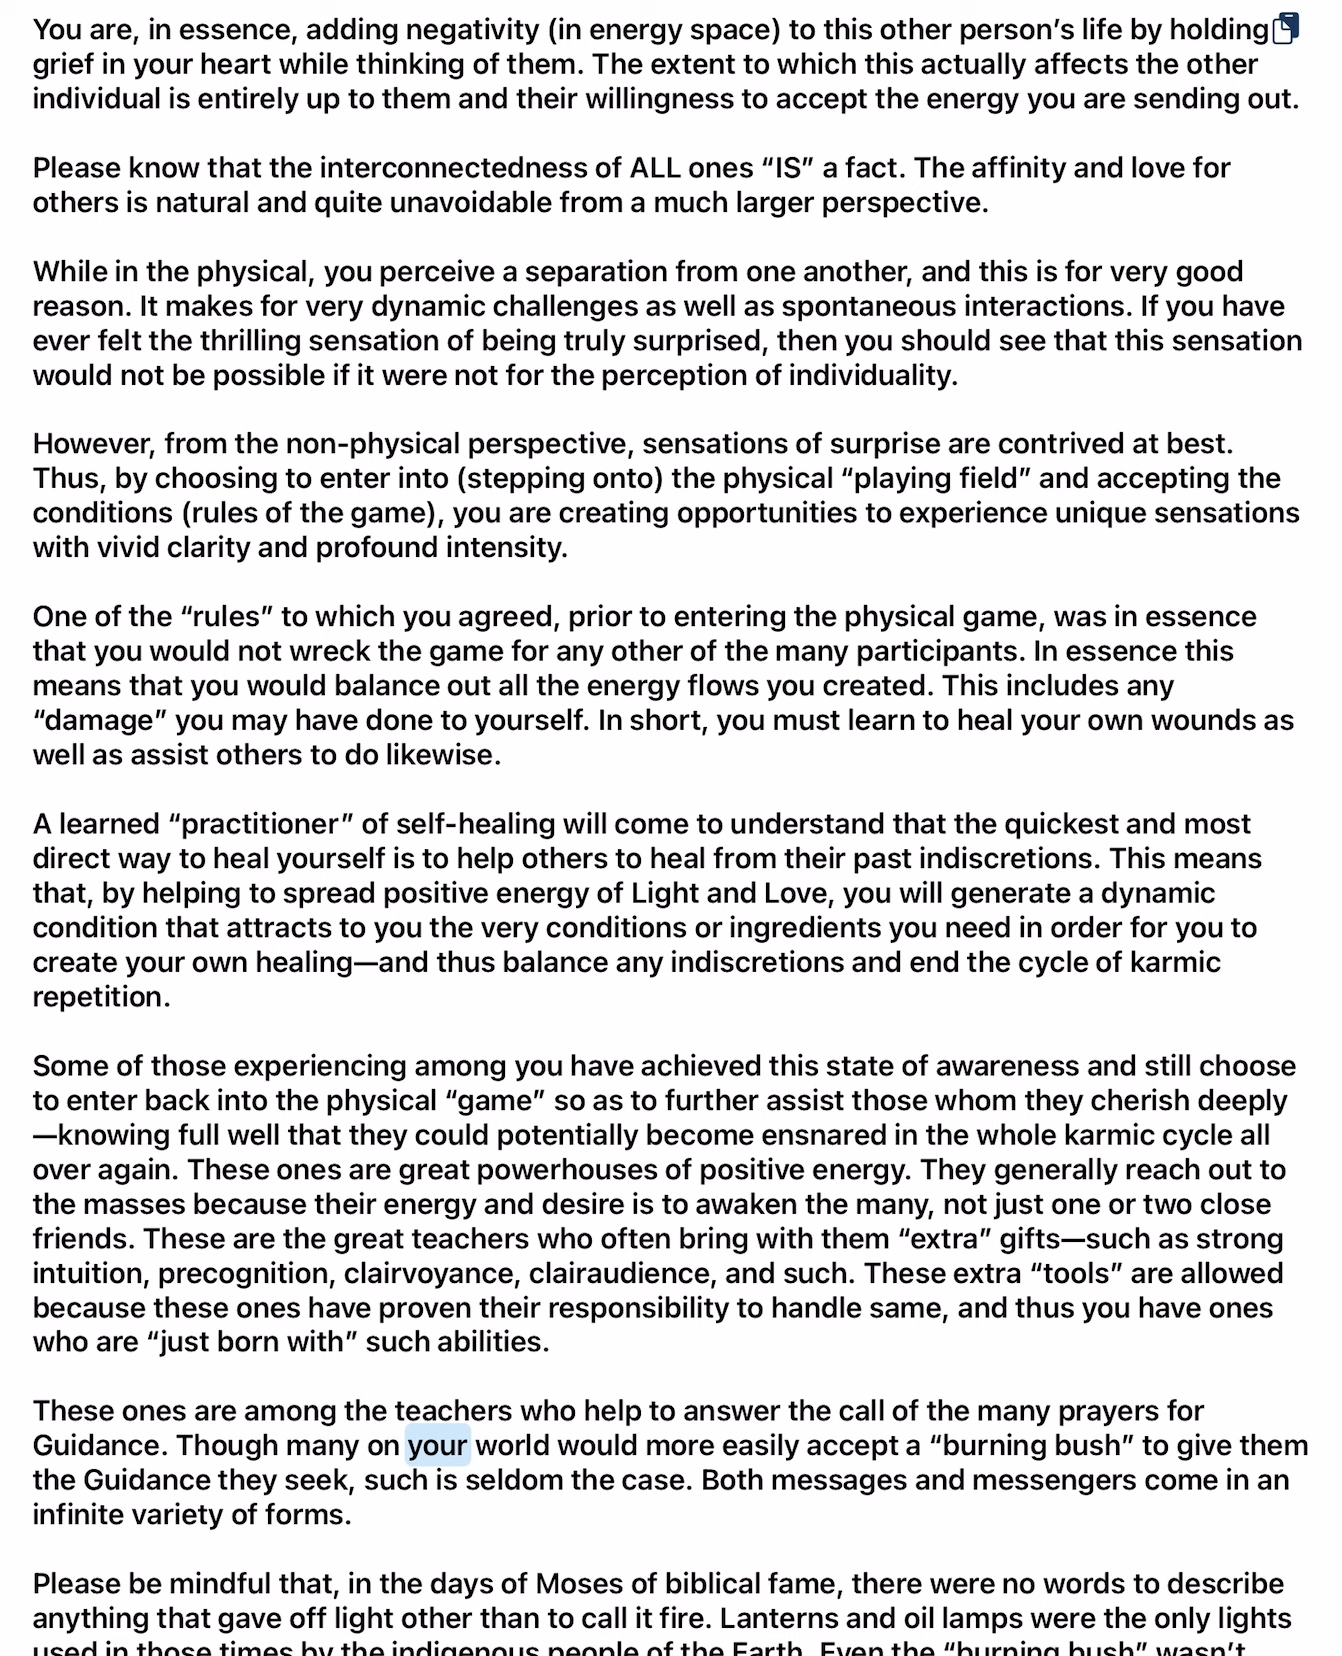 You are, in essence, adding negativity (in energy space) to this other person’s life by holding
grief in your heart while thinking of them. The extent to which this actually affects the other
individual is entirely up to them and their willingness to accept the energy you are sending out.
Please know that the interconnectedness of ALL ones “IS” a fact. The affinity and love for
others is natural and quite unavoidable from a much larger perspective.
While in the physical, you perceive a separation from one another, and this is for very good
reason. It makes for very dynamic challenges as well as spontaneous interactions. If you have
ever felt the thrilling sensation of being truly surprised, then you should see that this sensation
would not be possible if it were not for the perception of individuality.
However, from the non-physical perspective, sensations of surprise are contrived at best.
Thus, by choosing to enter into (stepping onto) the physical “playing field” and accepting the
conditions (rules of the game), you are creating opportunities to experience unique sensations
with vivid clarity and profound intensity.
One of the “rules” to which you agreed, prior to entering the physical game, was in essence
that you would not wreck the game for any other of the many participants. In essence this
means that you would balance out all the energy flows you created. This includes any
“damage” you may have done to yourself. In short, you must learn to heal your own wounds as
well as assist others to do likewise.
A learned “practitioner” of self-healing will come to understand that the quickest and most
direct way to heal yourself is to help others to heal from their past indiscretions. This means
that, by helping to spread positive energy of Light and Love, you will generate a dynamic
condition that attracts to you the very conditions or ingredients you need in order for you to
create your own healing—and thus balance any indiscretions and end the cycle of karmic
repetition.
Some of those experiencing among you have achieved this state of awareness and still choose
to enter back into the physical “game” so as to further assist those whom they cherish deeply
—knowing full well that they could potentially become ensnared in the whole karmic cycle all
over again. These ones are great powerhouses of positive energy. They generally reach out to
the masses because their energy and desire is to awaken the many, not just one or two close
friends. These are the great teachers who often bring with them “extra” gifts—such as strong
intuition, precognition, clairvoyance, clairaudience, and such. These extra “tools” are allowed
because these ones have proven their responsibility to handle same, and thus you have ones
who are “just born with” such abilities.
These ones are among the teachers who help to answer the call of the many prayers for
Guidance. Though many on your world would more easily accept a “burning bush” to give them
the Guidance they seek, such is seldom the case. Both messages and messengers come in an
infinite variety of forms.
Please be mindful that, in the days of Moses of biblical fame, there were no words to describe
anything that gave off light other than to call it fire. Lanterns and oil lamps were the only lights
used in those times by the indigenous people of the Earth. Even the “burning bush” wasn’t